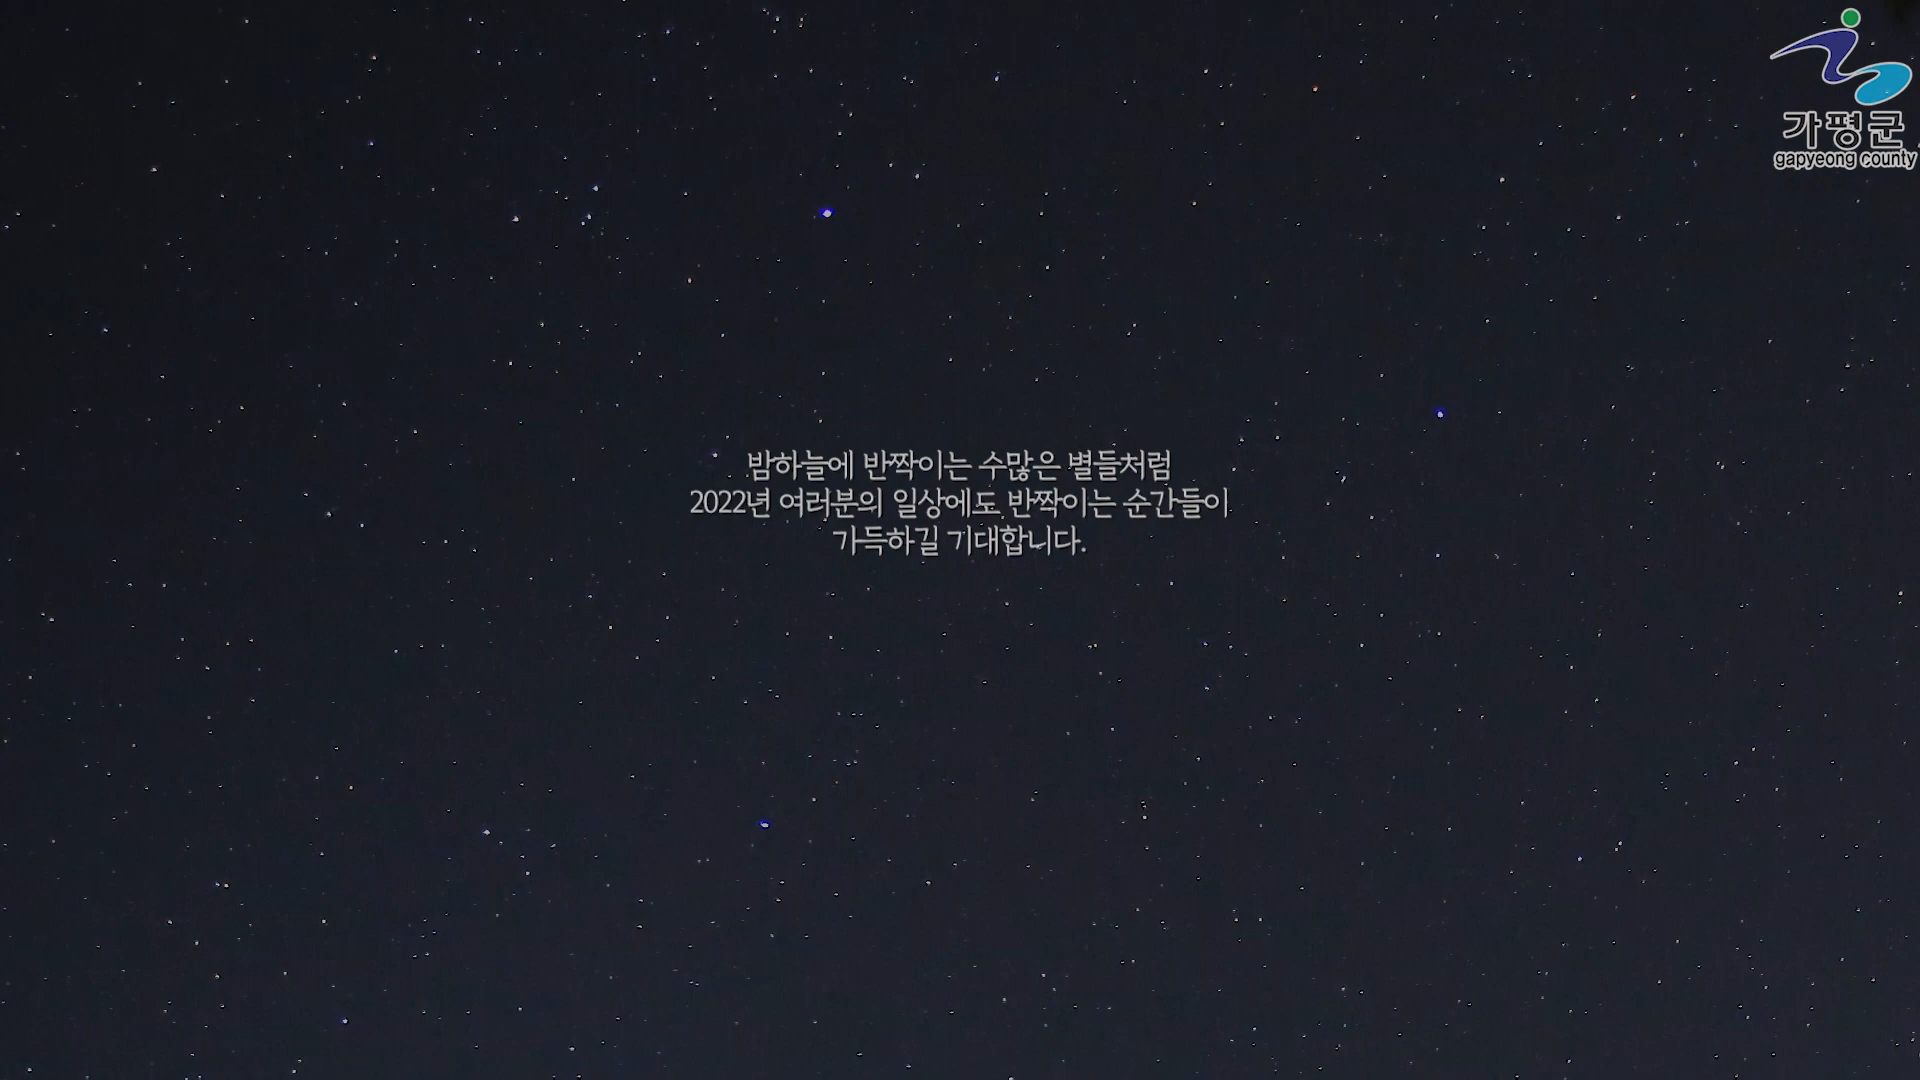 가평군
gapyeong county
밤하늘에 반짝이는 수많은 별들처럼
2022년 여러분의 일상에도 반짝이는 순간들이
가득하길 기대합니다.